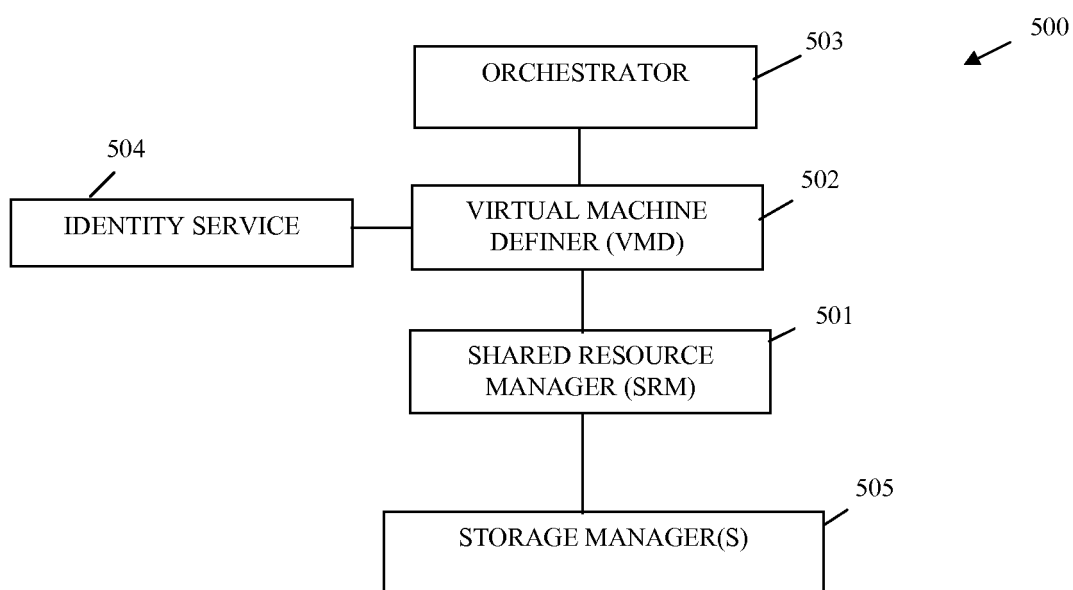 500
503
ORCHESTRATOR
504
502
IDENTITY SERVICE
VIRTUAL MACHINE
DEFINER (VMD)
501
SHARED RESOURCE
MANAGER (SRM)
505
STORAGE MANAGER(S)